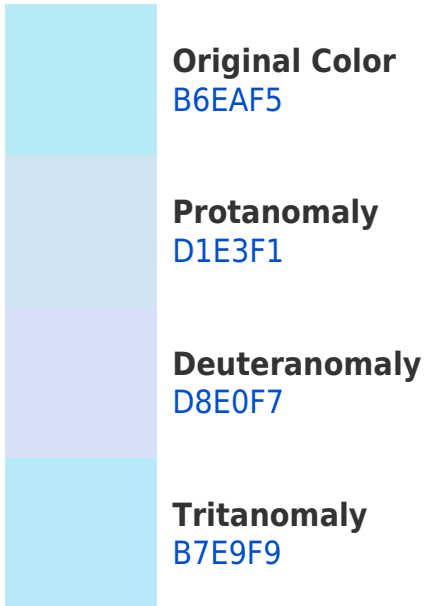 Original Color
B6EAF5
Protanomaly
D1E3F1
Deuteranomaly
D8E0F7
Tritanomaly
B7E9F9